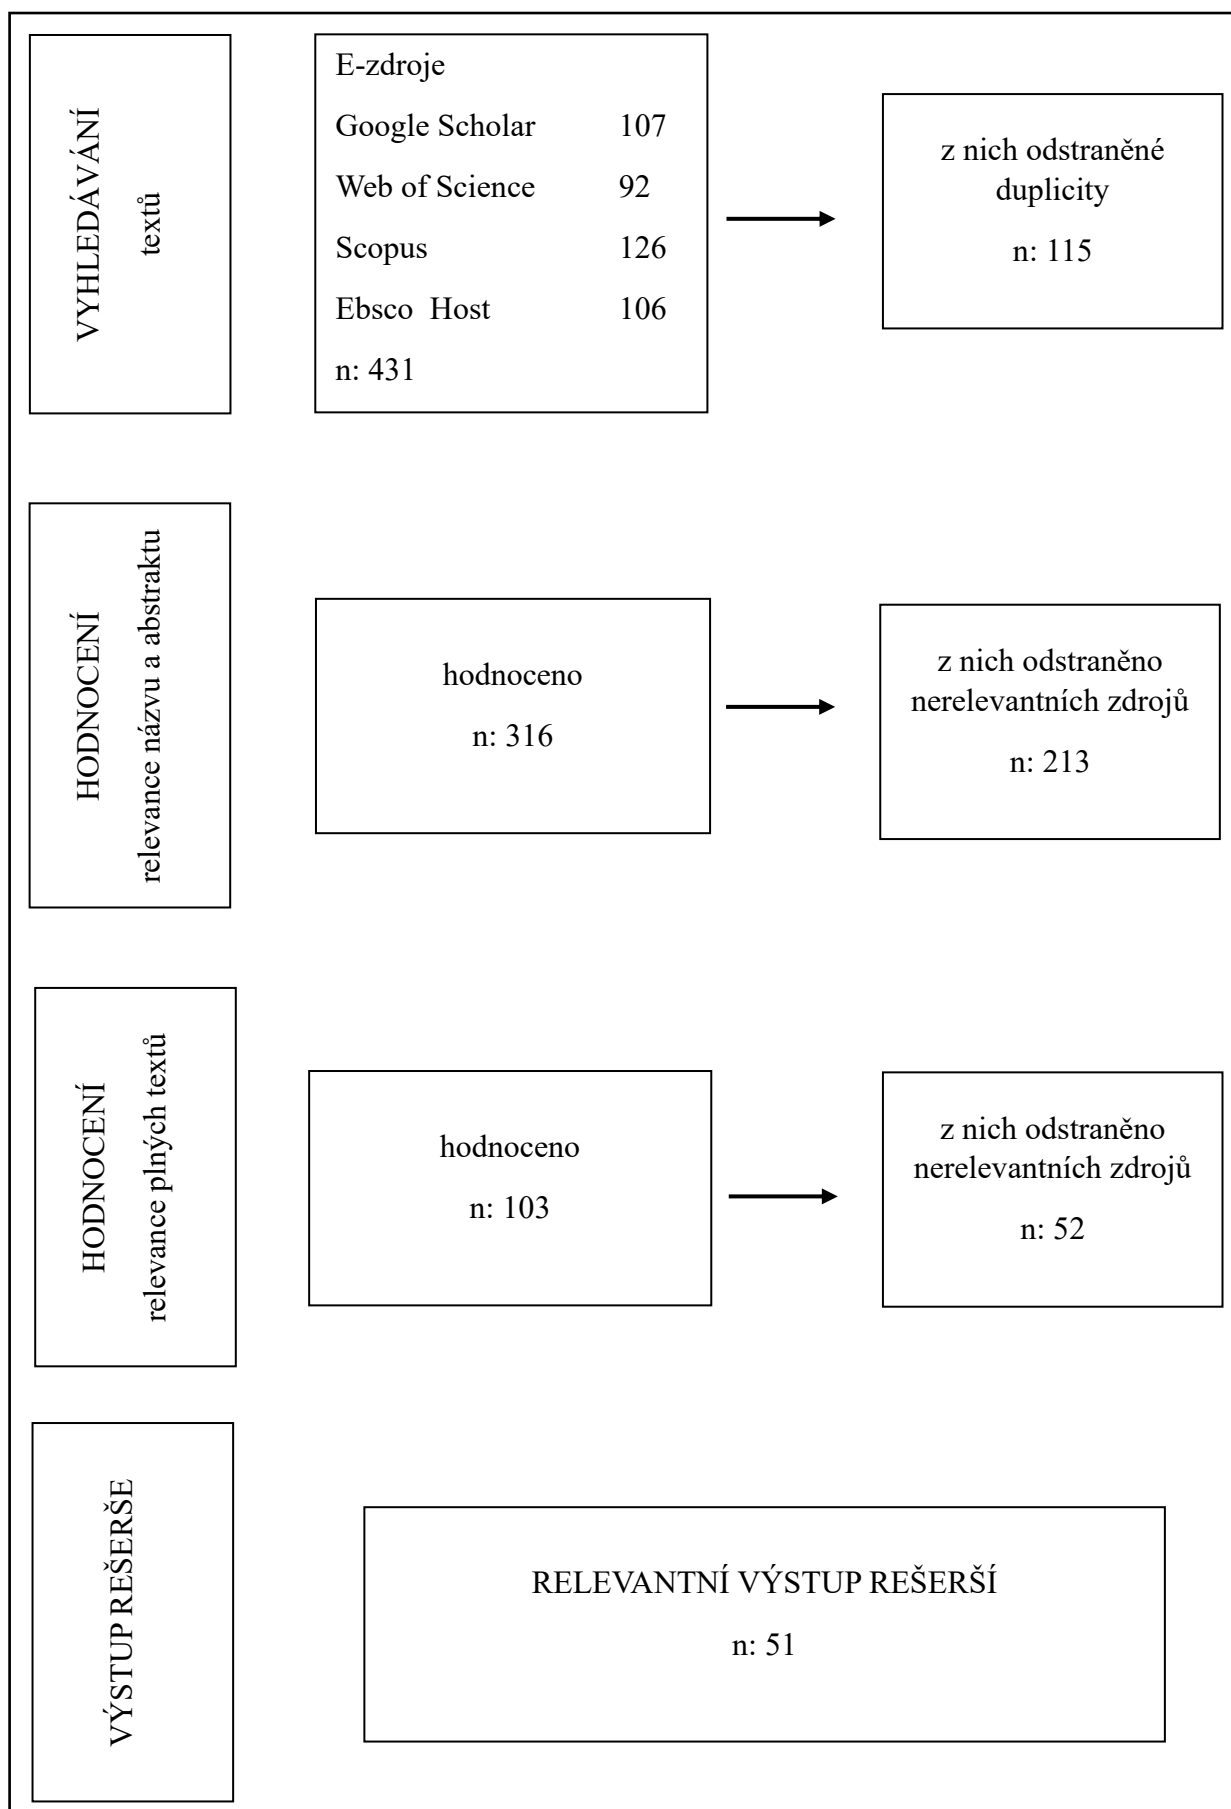 VYHLEDÁVÁNÍ
textů
E-zdroje
Google Scholar 107
Web of Science 92
Scopus 126
Ebsco  Host 106
n: 431
z nich odstraněné
duplicity
n: 115
HODNOCENÍ
relevance názvu a abstraktu
hodnoceno
n: 316
z nich odstraněno
nerelevantních zdrojů
n: 213
HODNOCENÍ
relevance plných textů
hodnoceno
n: 103
z nich odstraněno
nerelevantních zdrojů
n: 52
VÝSTUP REŠERŠE
RELEVANTNÍ VÝSTUP REŠERŠÍ
n: 51